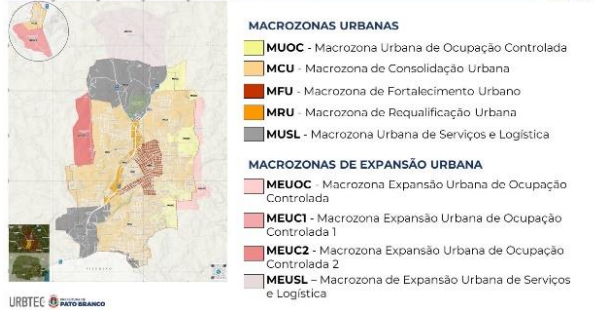 MACROZONAS URBANAS
MUOC - Macrozona Urbana de Ocupação Controlada
MCU - Macrozona de Consolidação Urbana
MFU - Macrozona de Fortalecimento Urbano
MRU - Macrozona de Requalificação Urbana
MUSL - Macrozona Urbana de Serviços e Logística
MACROZONAS DE EXPANSÃO URBANA
MEUOC - Macrozona Expansão Urbana de Ocupação
Controlada
MEUC1 - Macrozona Expansão Urbana de Ocupação
Controlada 1
MEUC2 - Macrozona Expansão Urbana de Ocupação
Controlada 2
MEUSL – Macrozona de Expansão Urbana de Serviços
e Logística
URBTEC
PATO BRANCO